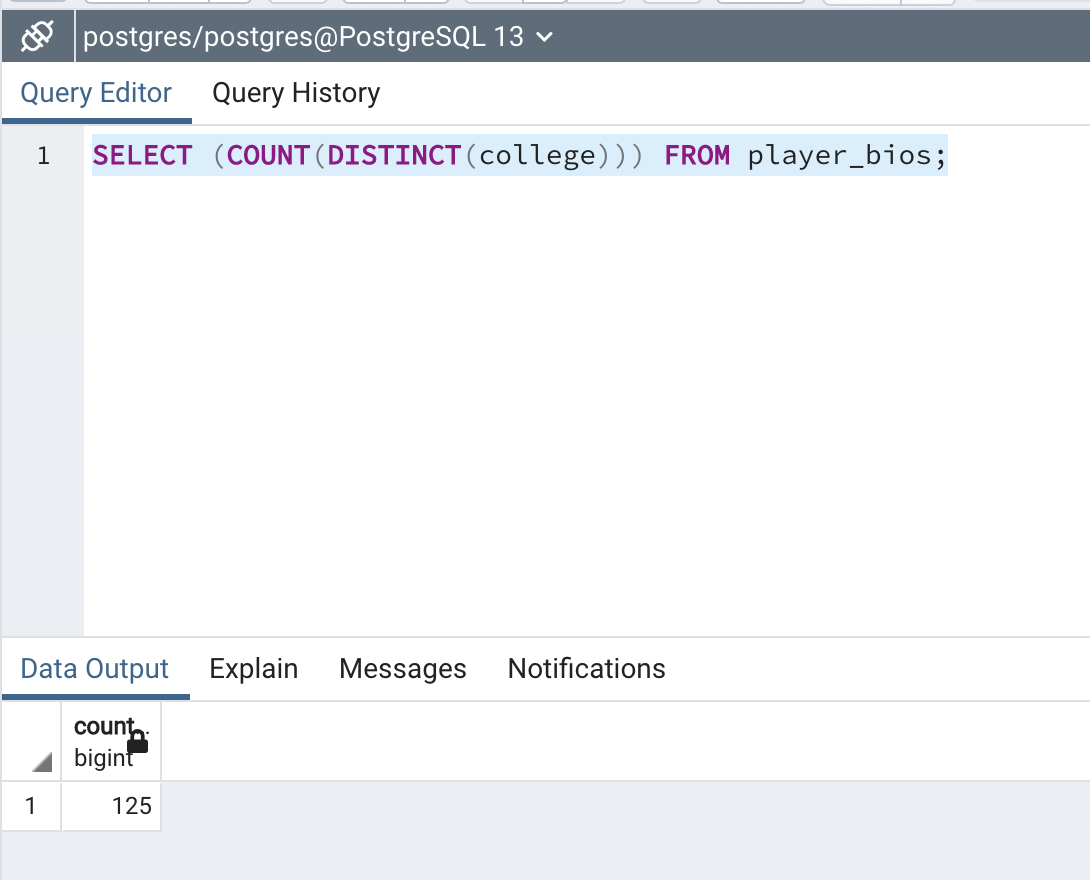 postgres/postgres@PostgreSQL 13
Query Editor Query History
1 SELECT (COUNT(DISTINCT(college))) FROM player_bios;
Data Output Explain Messages Notifications
count..
bigint
1 125